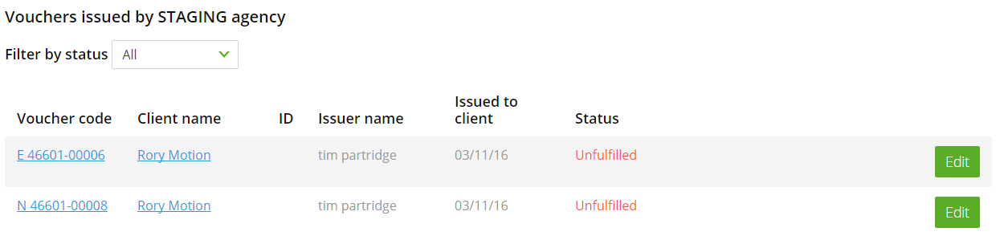 Vouchers issued by STAGING agency
Filter by status All
Voucher code Client name ID Issuer name Issued to client Status
E 46601-00006 Rory Motion tim partridge 03/11/16 Unfulfilled Edit
N 46601-00008 Rory Motion tim partridge 03/11/16 Unfulfilled Edit